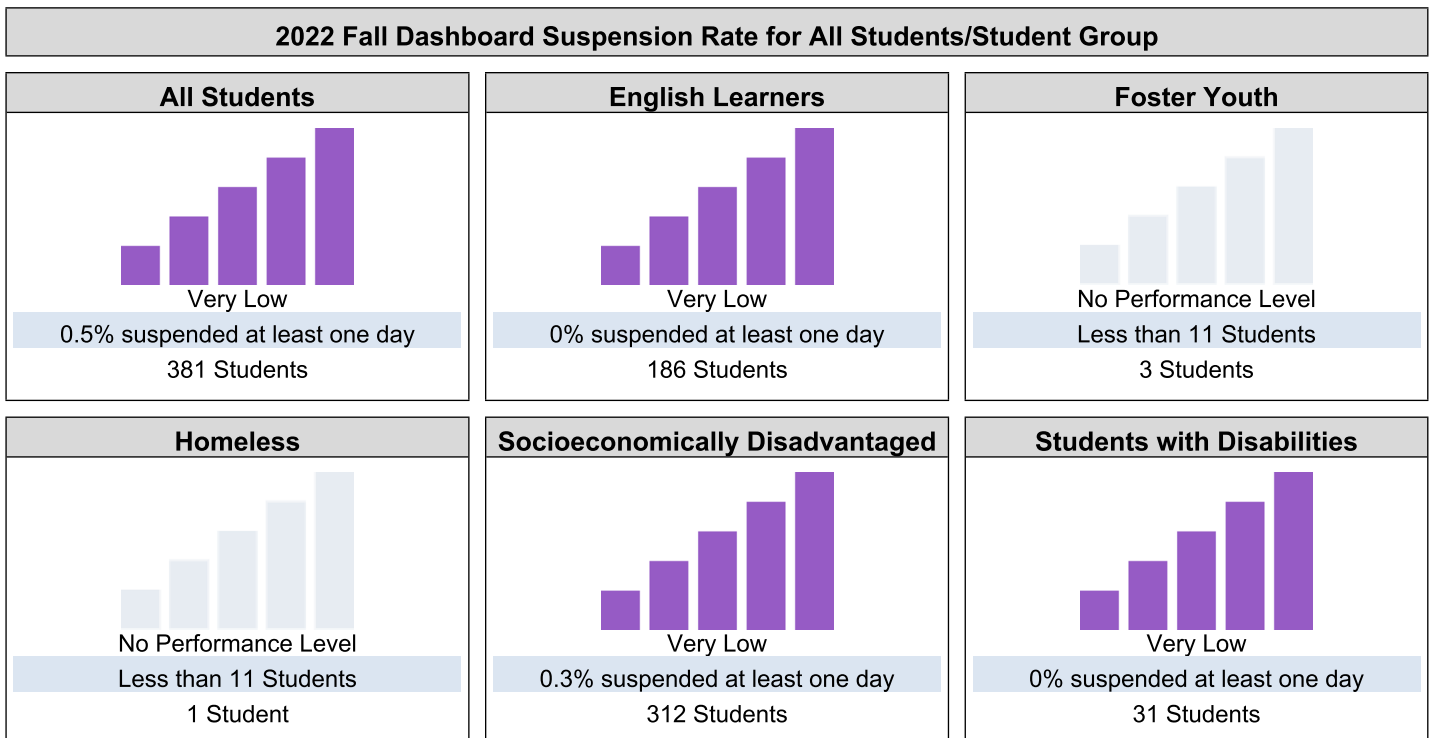 2022 Fall Dashboard Suspension Rate for All Students/Student Group
All Students
Very Low
0.5% suspended at least one day
381 Students
English Learners
Very Low
0% suspended at least one day
186 Students
Foster Youth
No Performance Level
Less than 11 Students
3 Students
Homeless
No Performance Level
Less than 11 Students
1 Student
Socioeconomically Disadvantaged
Very Low
0.3% suspended at least one day
312 Students
Students with Disabilities
Very Low
0% suspended at least one day
31 Students